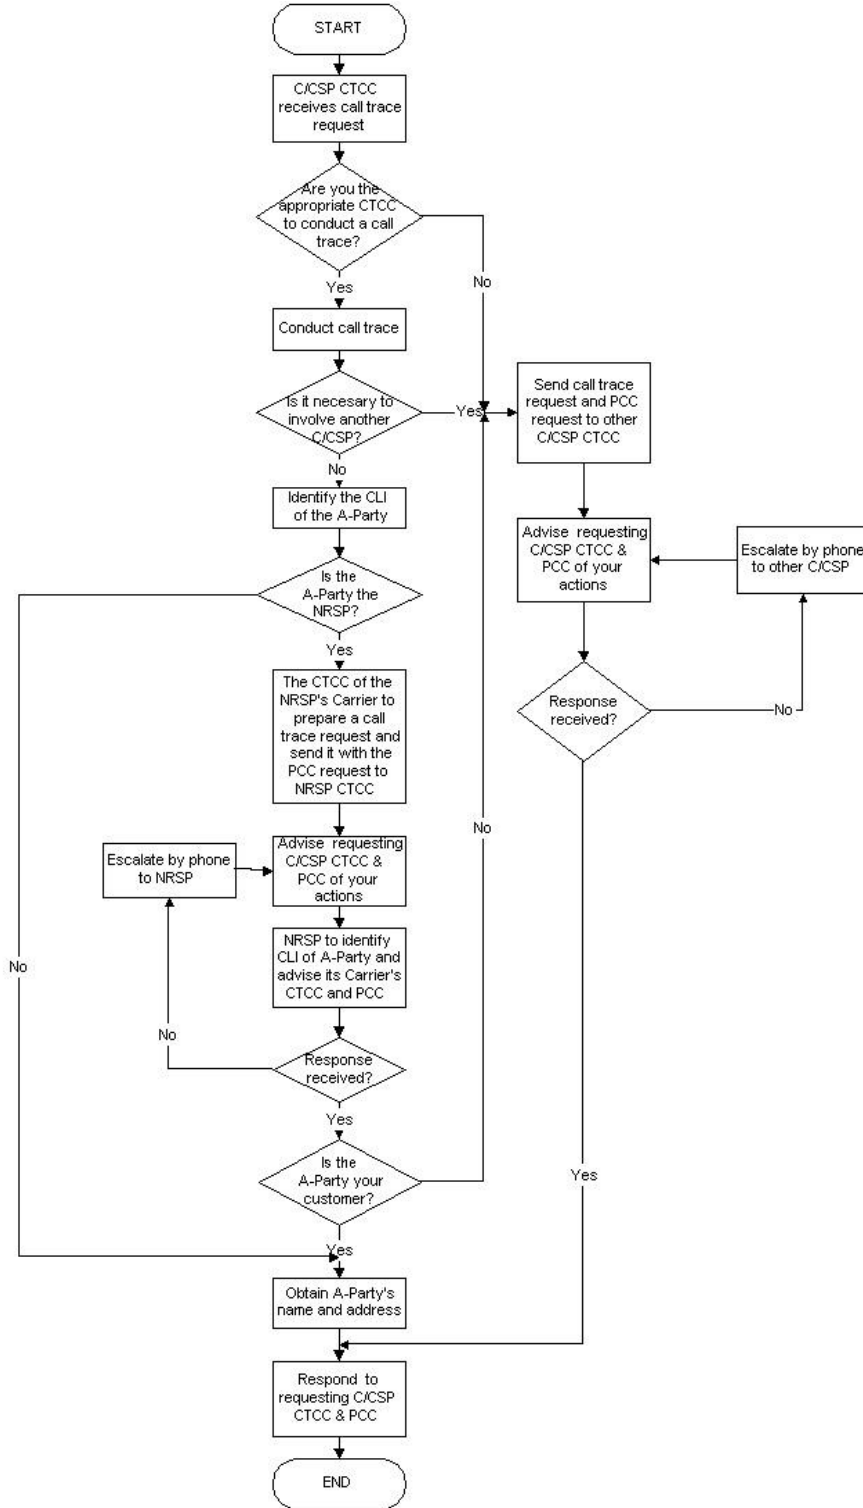 START
C/CSP CTCC
receives call trace
request
Are you the
appropriate CTCC
to conduct a call
trace?
No
Yes
Conduct call trace
Is it necesary to
involve another
C/CSP?
Yes
Send call trace
request and PCC
request to other
C/CSP CTCC
No
Identify the CLI
of the A-Party
Advise requesting
C/CSP CTCC &
PCC of your
actions
Escalate by phone
to other C/CSP
Is the
A-Party the
NRSP?
Yes
The CTCC of the
NRSP's Carrier to
prepare a call
trace request and
send it with the
PCC request to
NRSP CTCC
Response
received?
No
No
Advise requesting
C/CSP CTCC &
PCC of your
actions
Escalate by phone
to NRSP
NRSP to identify
CLI of A-Party and
advise its Carrier's
CTCC and PCC
No
No
Response
received?
Yes
Is the
A-Party your
customer?
Yes
Yes
Obtain A-Party's
name and address
Respond to
requesting C/CSP
CTCC & PCC
END